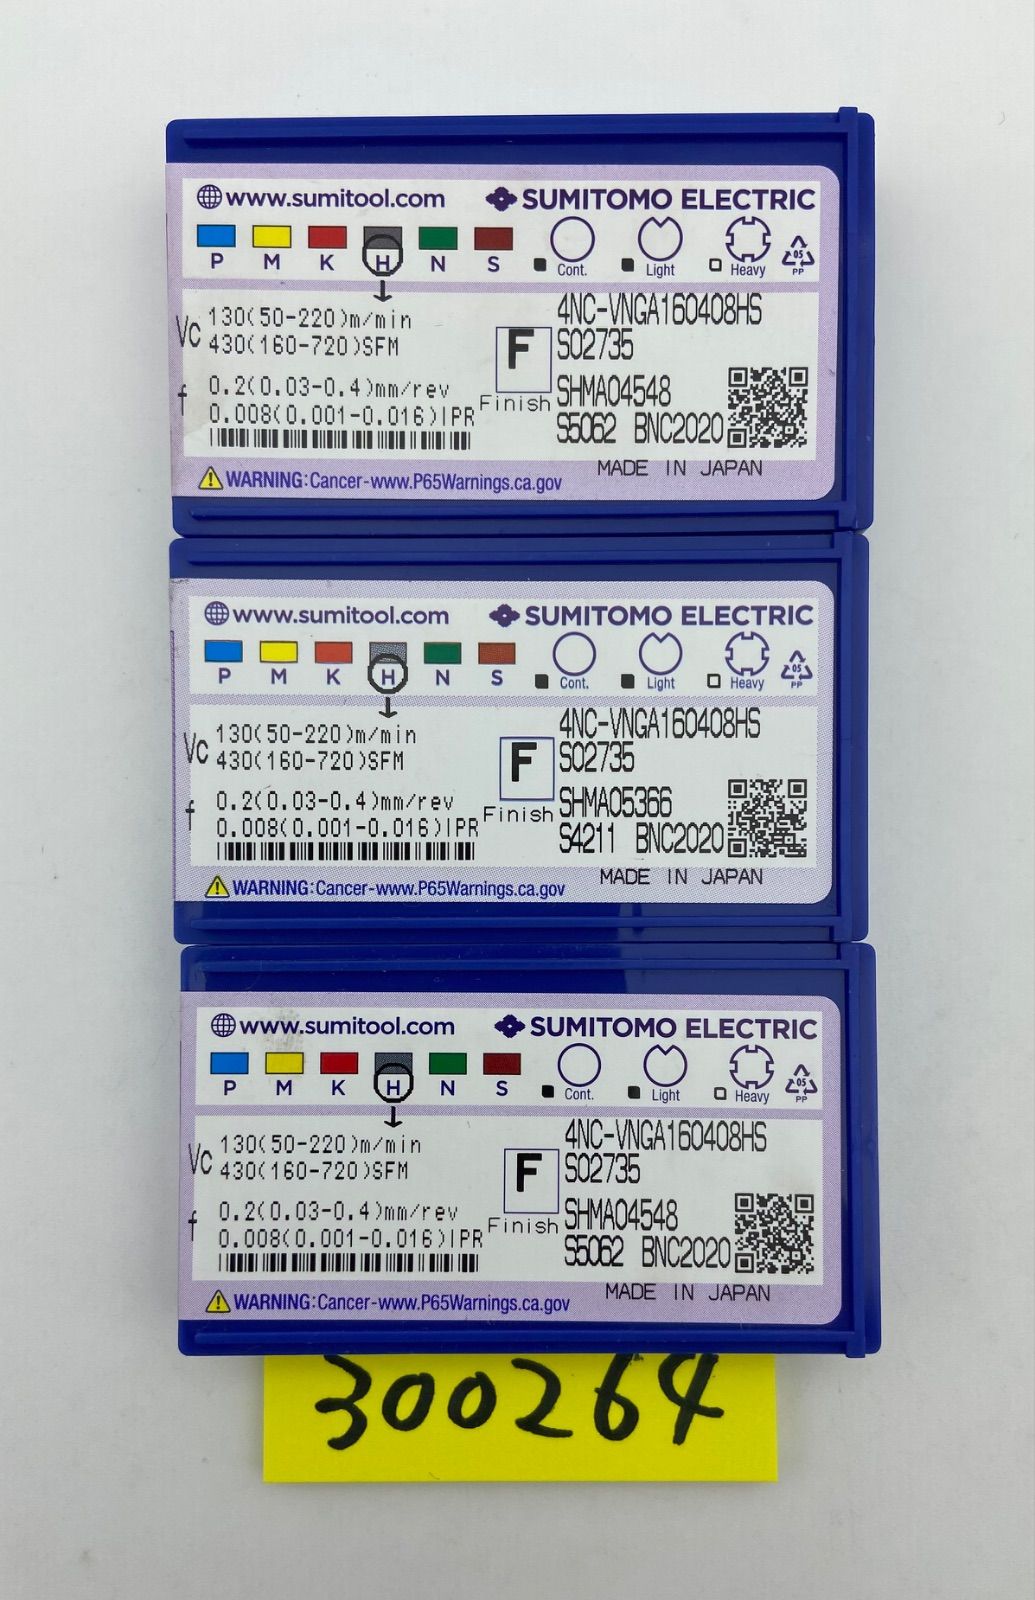 www.sumitool.com SUMITOMO ELECTRIC
P M K H N S Cont. Light Heavy 05 PP
Vc 130(50-220)m/min 4NC-VNGA160408HS
430(160-720)SFM F S02735
f 0.2(0.03-0.4)mm/rev Finish SHMA04548
0.008(0.001-0.016)IPR S5062 BNC2020
MADE IN JAPAN
WARNING: Cancer-www.P65Warnings.ca.gov
www.sumitool.com SUMITOMO ELECTRIC
P M K H N S Cont. Light Heavy 05 PP
Vc 130(50-220)m/min 4NC-VNGA160408HS
430(160-720)SFM F S02735
f 0.2(0.03-0.4)mm/rev Finish SHMA05366
0.008(0.001-0.016)IPR S4211 BNC2020
MADE IN JAPAN
WARNING: Cancer-www.P65Warnings.ca.gov
www.sumitool.com SUMITOMO ELECTRIC
P M K H N S Cont. Light Heavy 05 PP
Vc 130(50-220)m/min 4NC-VNGA160408HS
430(160-720)SFM F S02735
f 0.2(0.03-0.4)mm/rev Finish SHMA04548
0.008(0.001-0.016)IPR S5062 BNC2020
MADE IN JAPAN
WARNING: Cancer-www.P65Warnings.ca.gov
300264